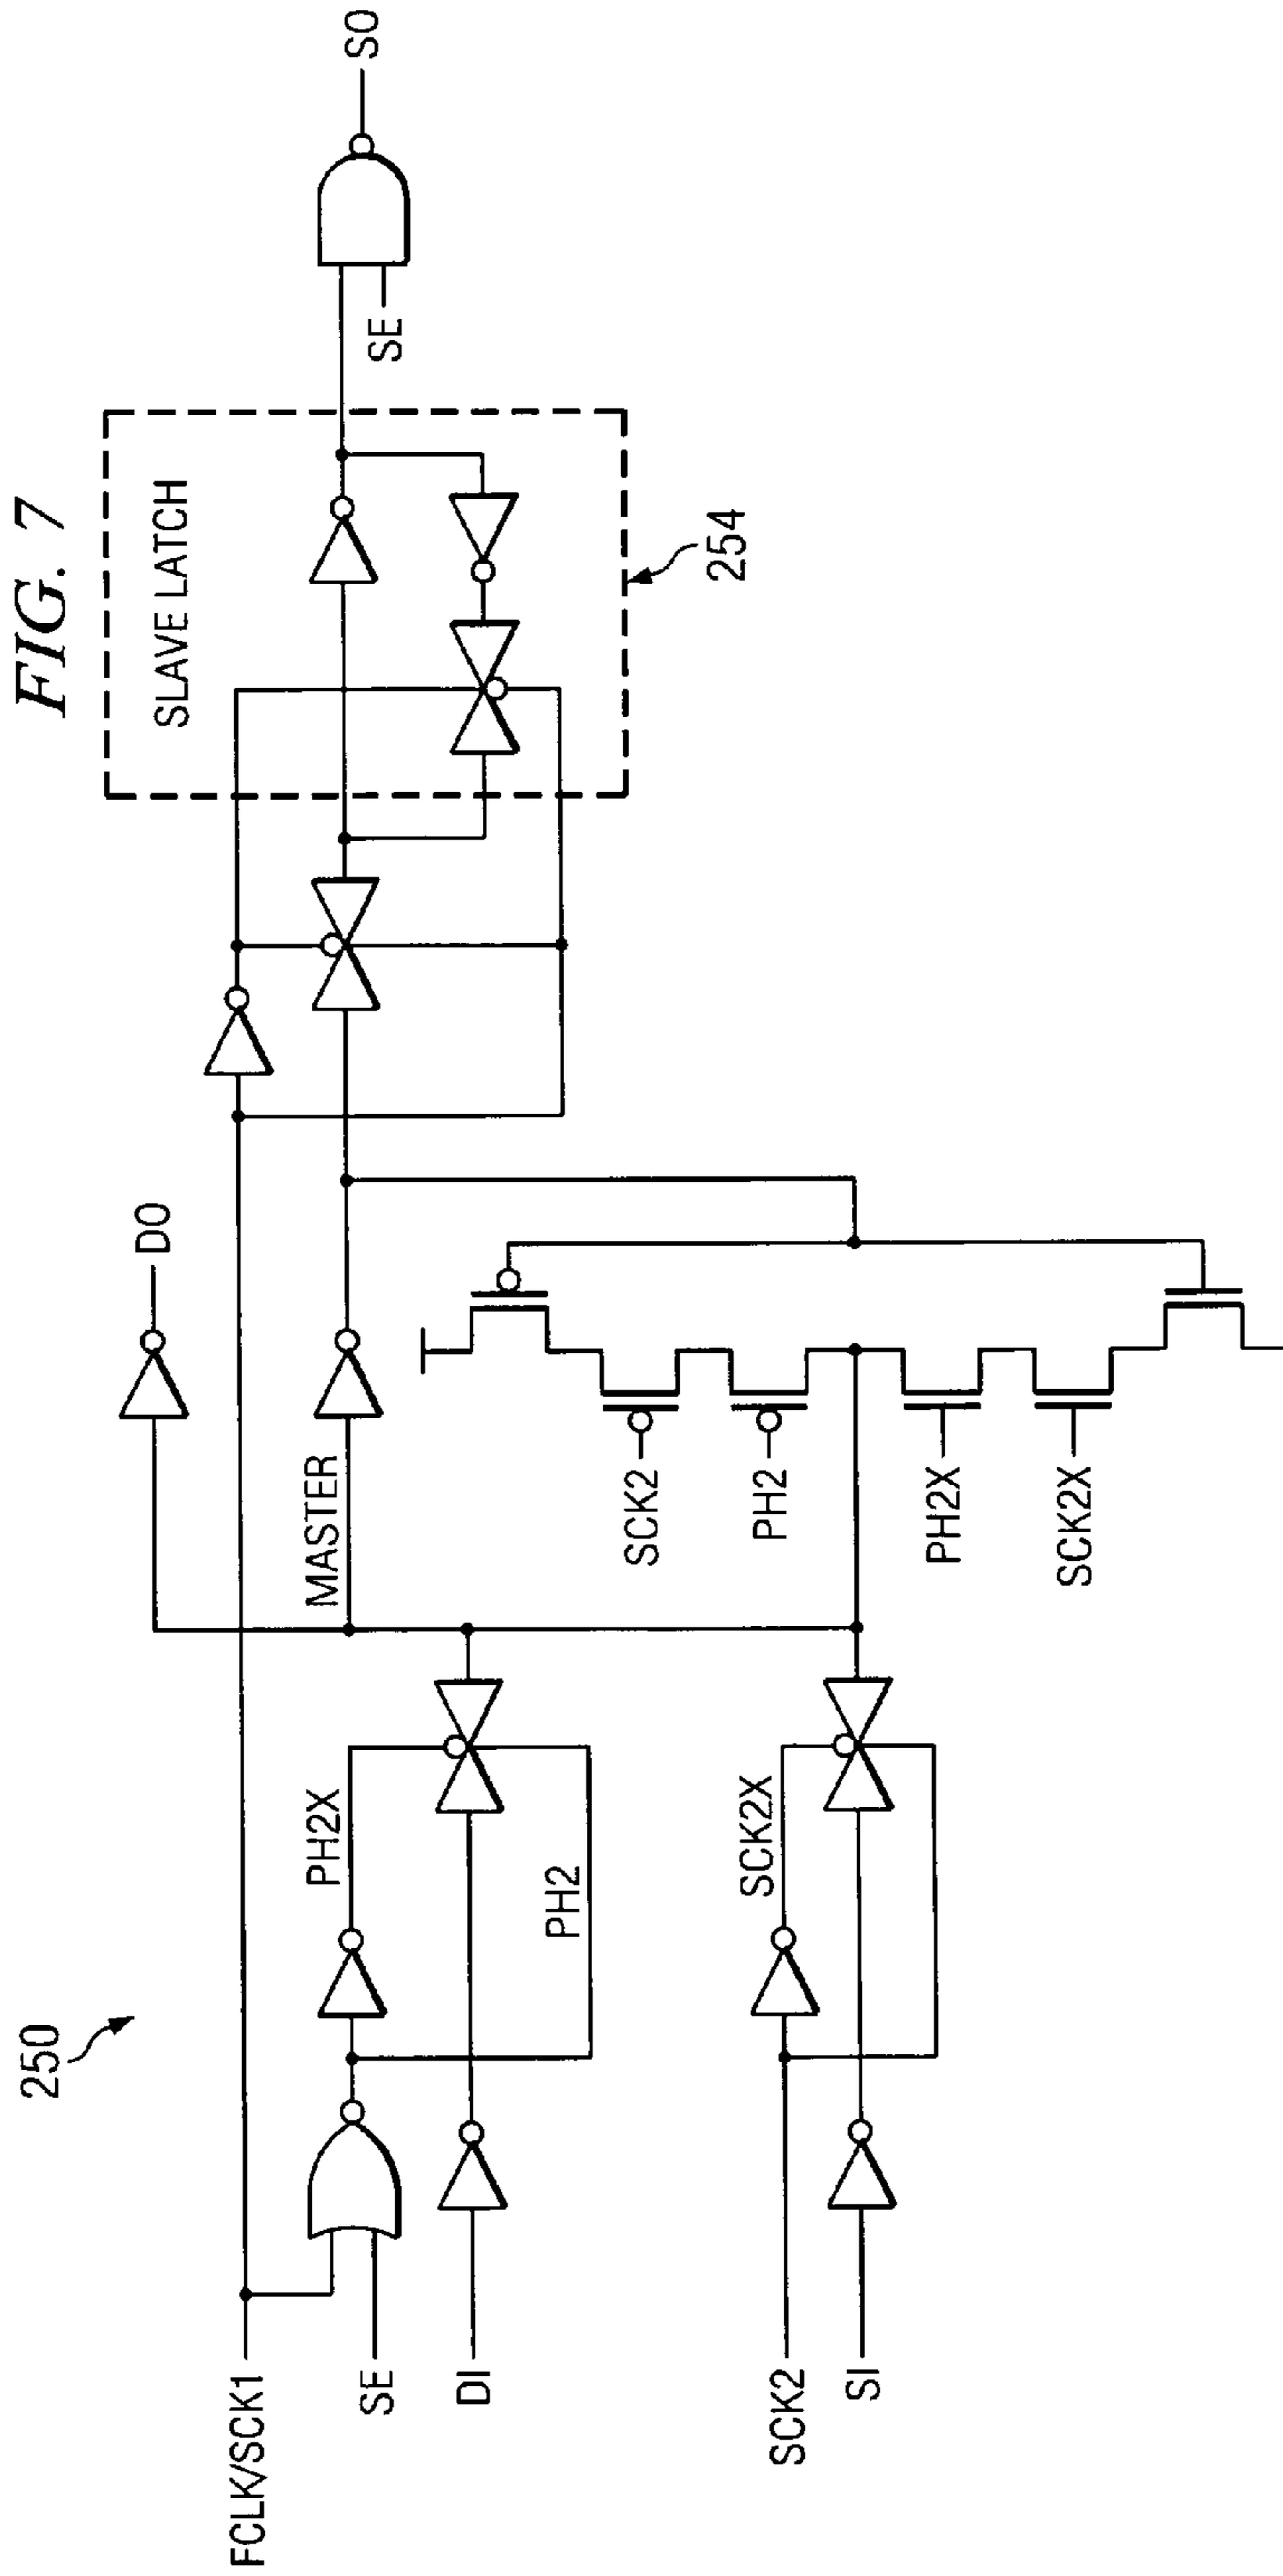 FIG. 7
250
FCLK/SCK1
SE
DI
SCK2
SI
PH2X
PH2
SCK2X
MASTER
DO
SCK2
PH2
PH2X
SCK2X
SLAVE LATCH
254
SE
SO